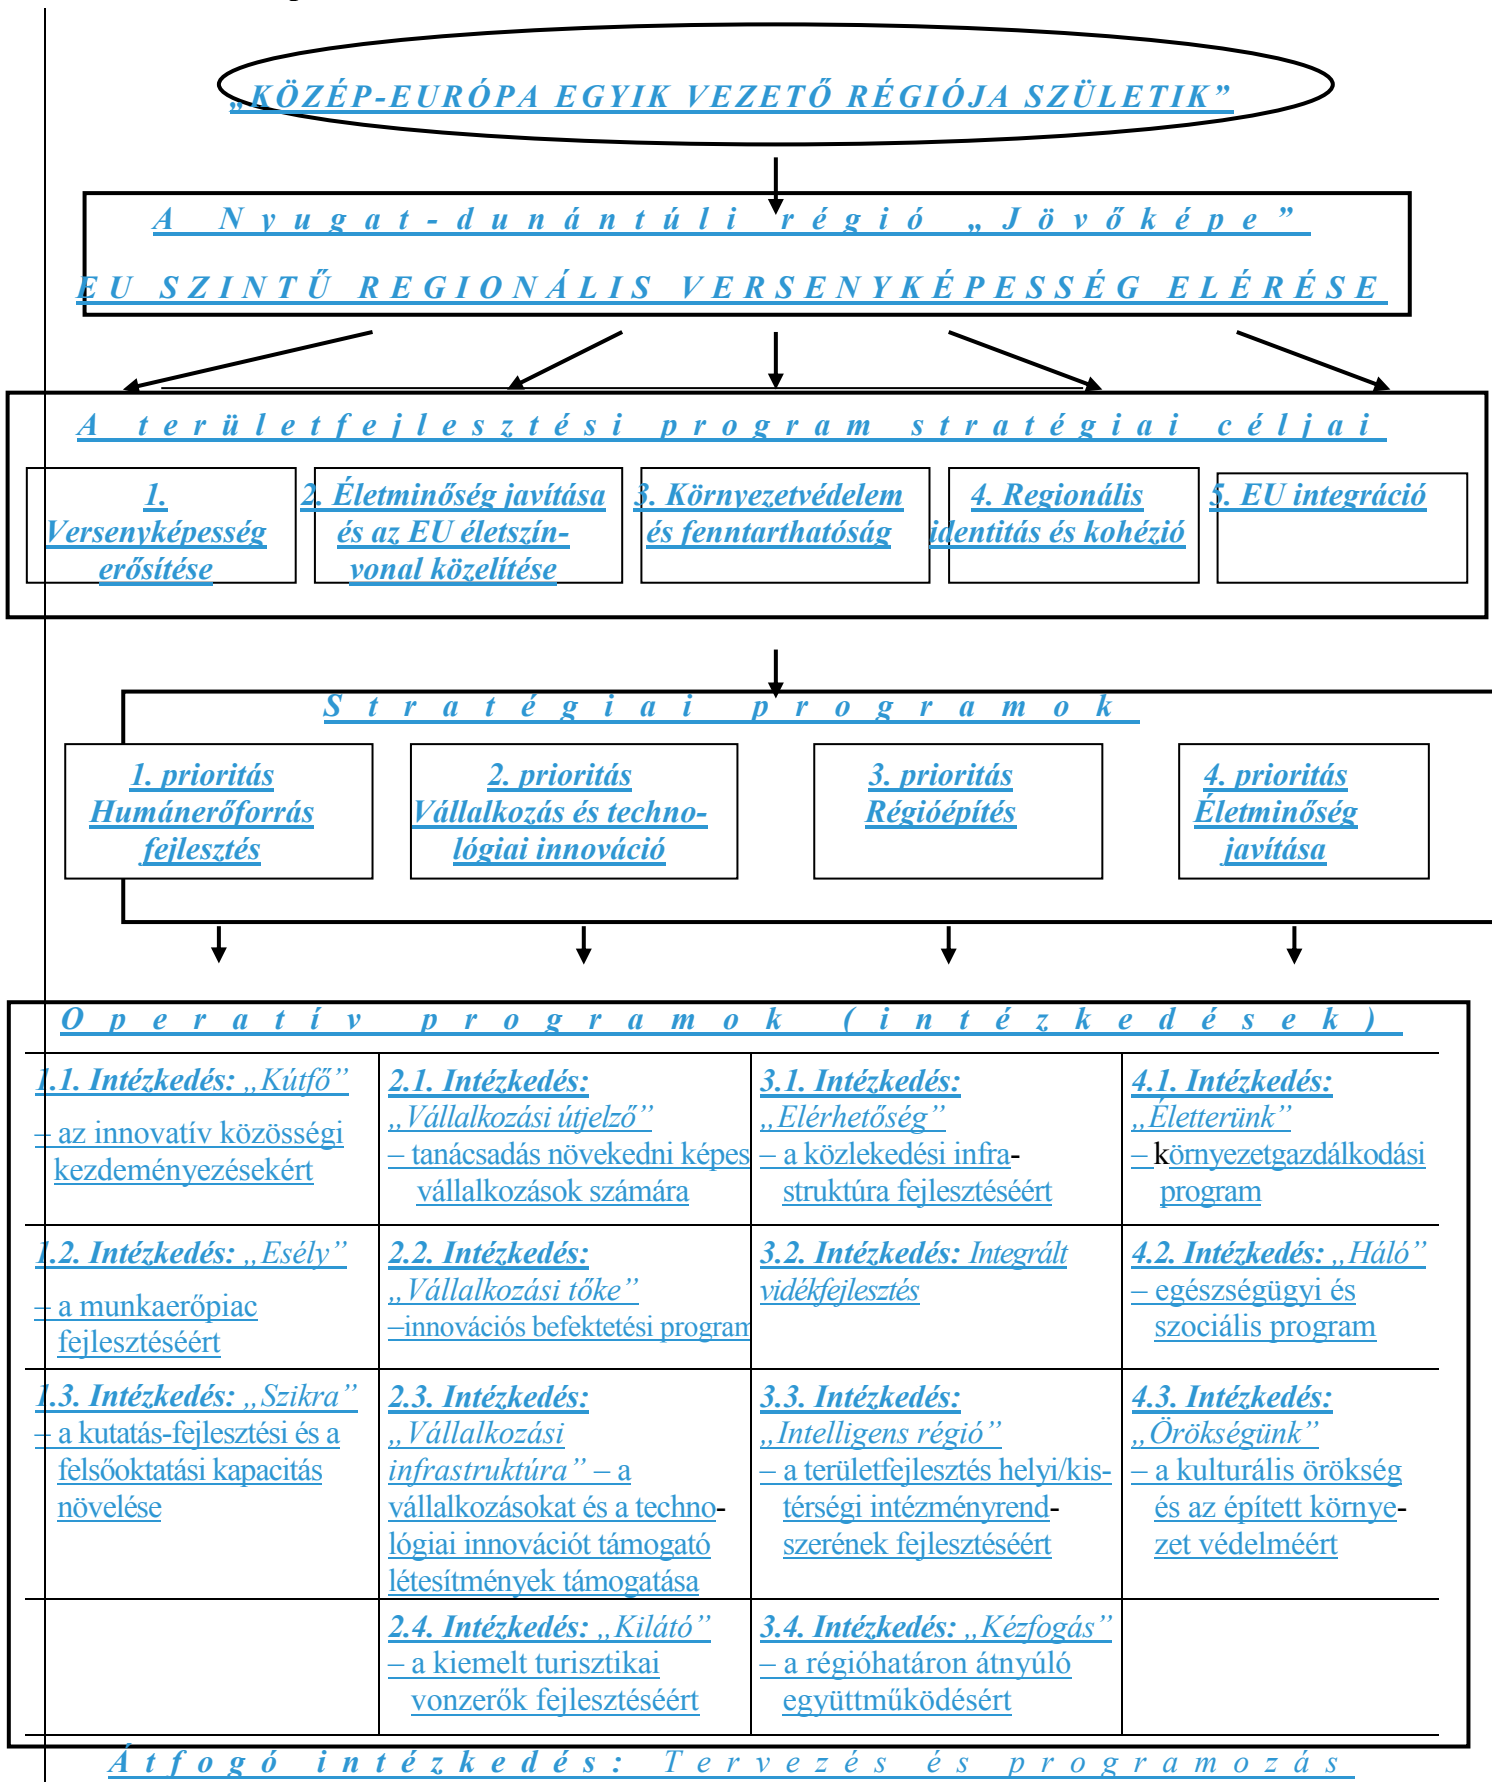 „KÖZÉP-EURÓPA EGYIK VEZETŐ RÉGIÓJA SZÜLETIK”
A Nyugat-dunántúli régió „Jövőképe”
EU SZINTŰ REGIONÁLIS VERSENYKÉPESSÉG ELÉRÉSE
A területfejlesztési program stratégiai céljai
1.
Versenyképesség
erősítése
2. Életminőség javítása
és az EU életszín-
vonal közelítése
3. Környezetvédelem
és fenntarthatóság
4. Regionális
identitás és kohézió
5. EU integráció
Stratégiai programok
1. prioritás
Humánerőforrás
fejlesztés
2. prioritás
Vállalkozás és techno-
lógiai innováció
3. prioritás
Régióépítés
4. prioritás
Életminőség
javítása
Operatív programok (intézkedések)
1.1. Intézkedés: „Kútfő”
– az innovatív közösségi
kezdeményezésekért
2.1. Intézkedés:
„Vállalkozási útjelző”
– tanácsadás növekedni képes
vállalkozások számára
3.1. Intézkedés:
„Elérhetőség”
– a közlekedési infra-
struktúra fejlesztéséért
4.1. Intézkedés:
„Életterünk”
– környezetgazdálkodási
program
1.2. Intézkedés: „Esély”
– a munkaerőpiac
fejlesztéséért
2.2. Intézkedés:
„Vállalkozási tőke”
–innovációs befektetési program
3.2. Intézkedés: Integrált
vidékfejlesztés
4.2. Intézkedés: „Háló”
– egészségügyi és
szociális program
1.3. Intézkedés: „Szikra”
– a kutatás-fejlesztési és a
felsőoktatási kapacitás
növelése
2.3. Intézkedés:
„Vállalkozási
infrastruktúra” – a
vállalkozásokat és a techno-
lógiai innovációt támogató
létesítmények támogatása
3.3. Intézkedés:
„Intelligens régió”
– a területfejlesztés helyi/kis-
térségi intézményrend-
szerének fejlesztéséért
4.3. Intézkedés:
„Örökségünk”
– a kulturális örökség
és az épített környe-
zet védelméért
2.4. Intézkedés: „Kilátó”
– a kiemelt turisztikai
vonzerők fejlesztéséért
3.4. Intézkedés: „Kézfogás”
– a régióhatáron átnyúló
együttműködésért
Átfogó intézkedés: Tervezés és programozás